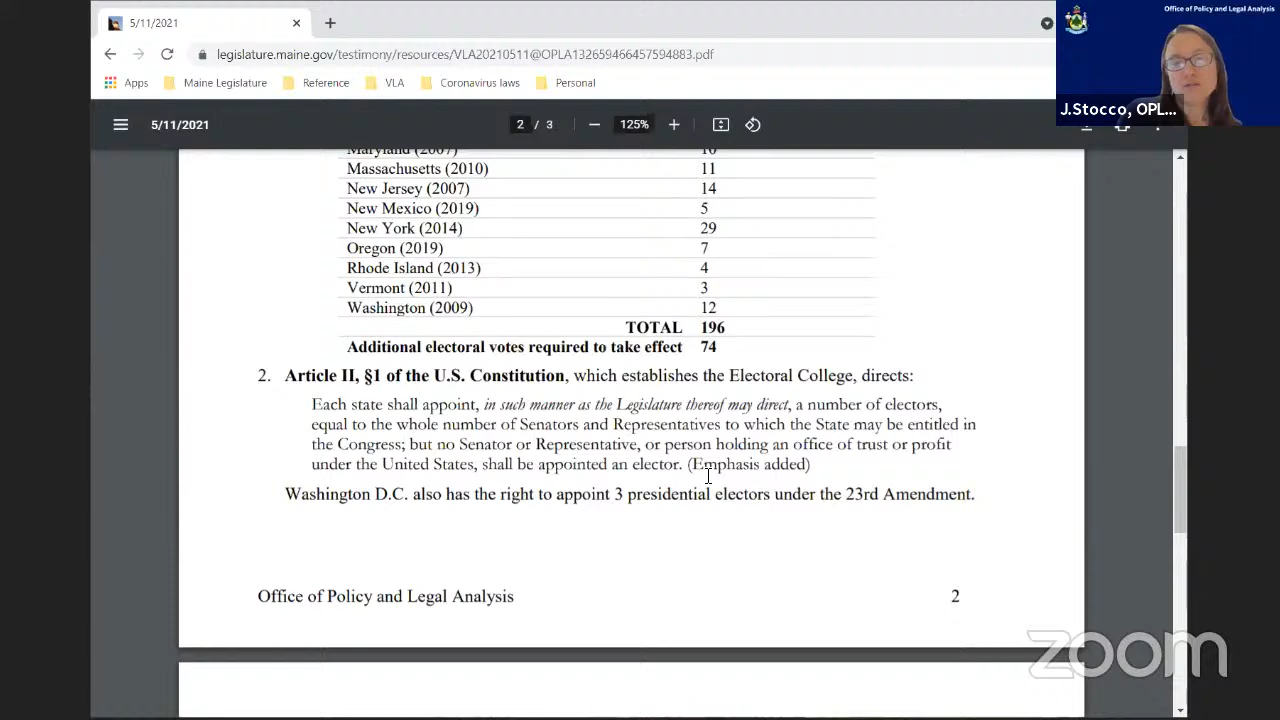 5/11/2021
Office of Policy and Legal Analysis
legislature.maine.gov/testimony/resources/VLA20210511@OPLA132659466457594883.pdf
Apps Maine Legislature Reference VLA Coronavirus laws Personal
J.Stocco, OPL...
5/11/2021 2 / 3 125%
Maryland (2007) 10
Massachusetts (2010) 11
New Jersey (2007) 14
New Mexico (2019) 5
New York (2014) 29
Oregon (2019) 7
Rhode Island (2013) 4
Vermont (2011) 3
Washington (2009) 12
TOTAL 196
Additional electoral votes required to take effect 74
2. Article II, §1 of the U.S. Constitution, which establishes the Electoral College, directs:
Each state shall appoint, in such manner as the Legislature thereof may direct, a number of electors,
equal to the whole number of Senators and Representatives to which the State may be entitled in
the Congress; but no Senator or Representative, or person holding an office of trust or profit
under the United States, shall be appointed an elector. (Emphasis added)
Washington D.C. also has the right to appoint 3 presidential electors under the 23rd Amendment.
Office of Policy and Legal Analysis 2
zoom